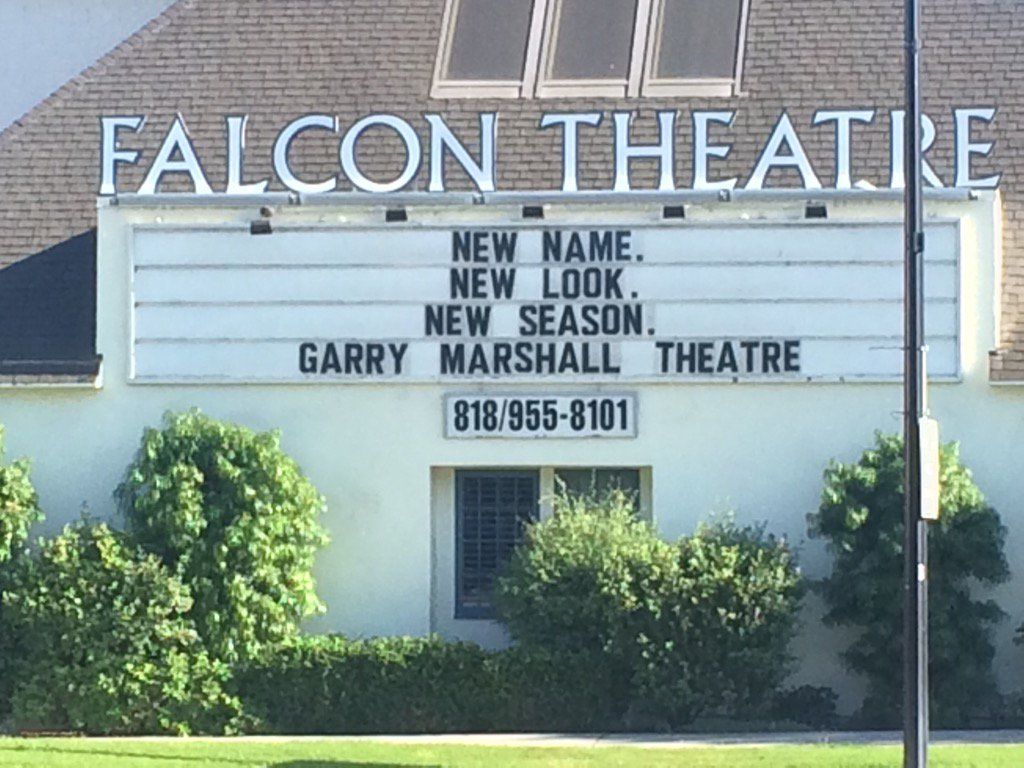 FALCON THEATRE
NEW NAME.
NEW LOOK.
NEW SEASON.
GARRY MARSHALL THEATRE
818/955-8101